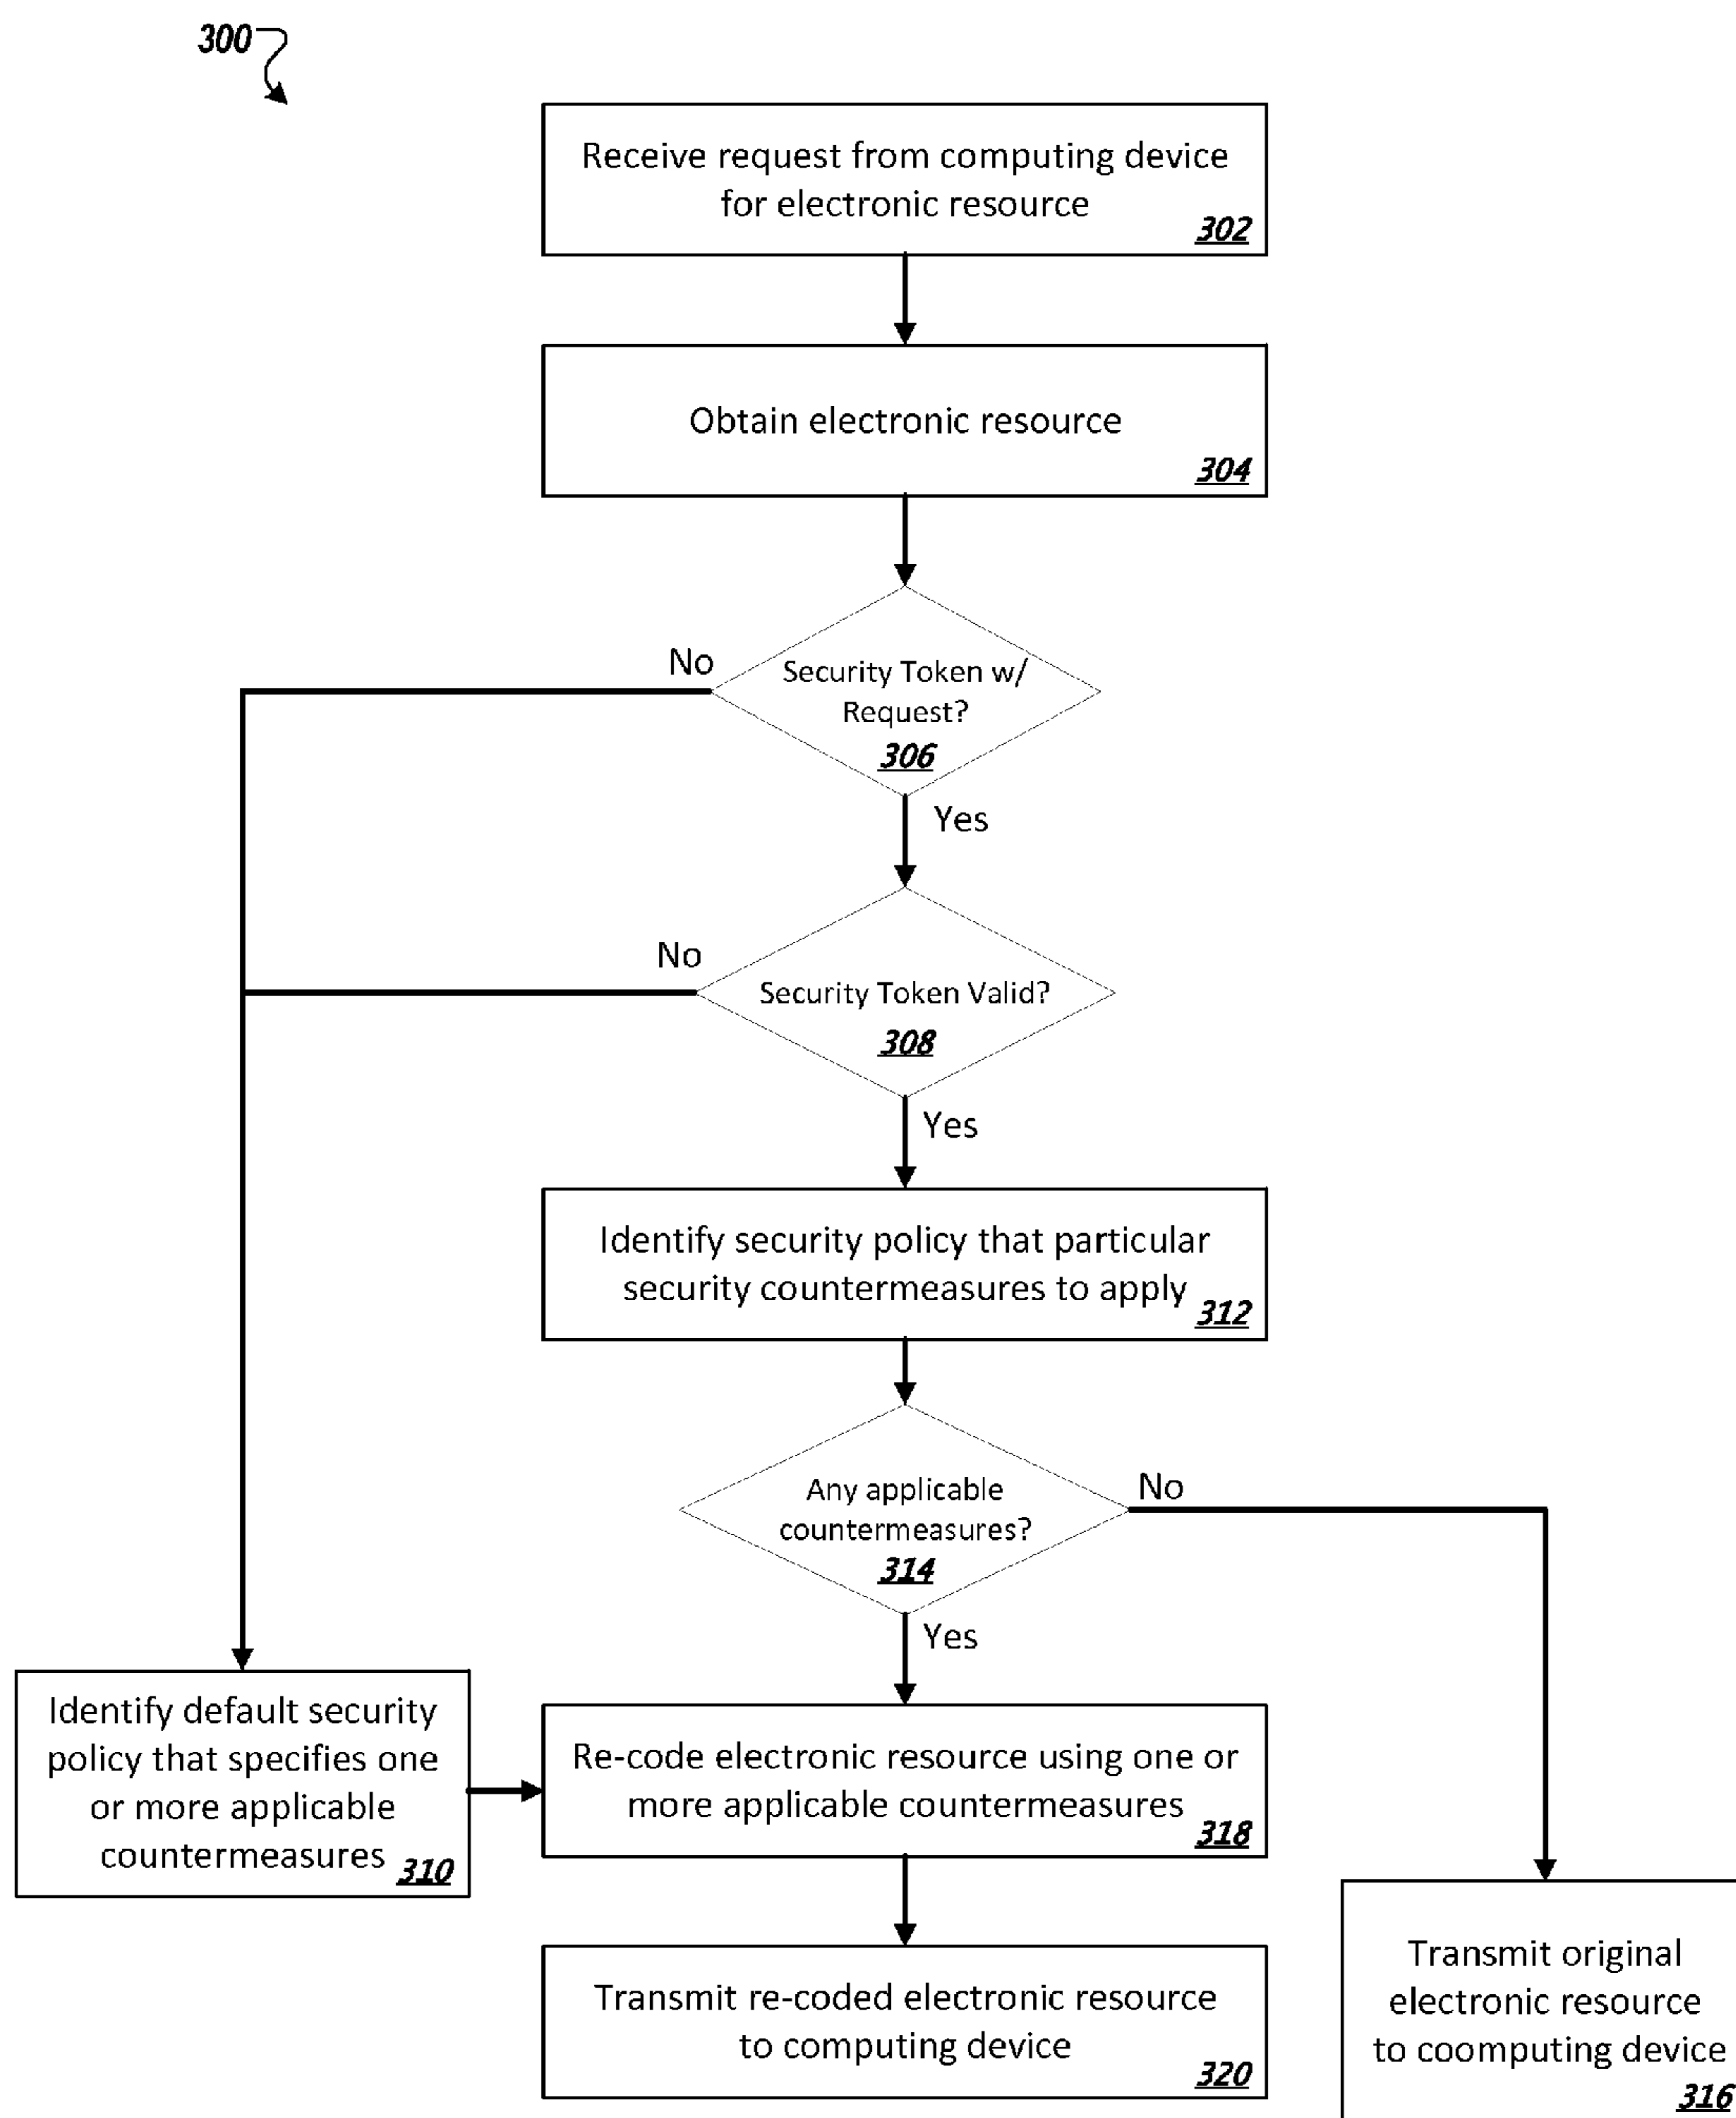 300
Receive request from computing device
for electronic resource
302
Obtain electronic resource
304
No
Security Token w/
Request?
306
Yes
No
Security Token Valid?
308
Yes
Identify security policy that particular
security countermeasures to apply
312
Any applicable
countermeasures?
314
No
Yes
Identify default security
policy that specifies one
or more applicable
countermeasures
310
Re-code electronic resource using one or
more applicable countermeasures
318
Transmit re-coded electronic resource
to computing device
320
Transmit original
electronic resource
to coomputing device
316